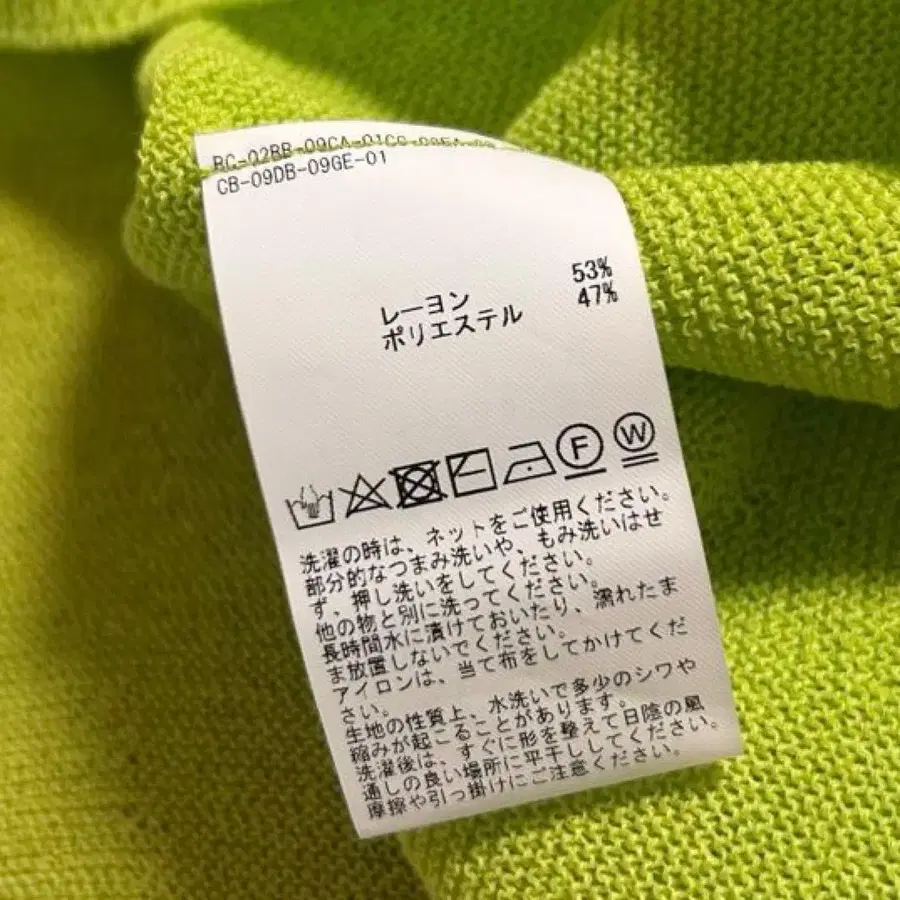 BC-02BB-09CA-01CC-09EA-09
CB-09DB-09GE-01
レーヨン 53%
ポリエステル 47%
F W
洗濯の時は、ネットをご使用ください。
部分的なつまみ洗いや、もみ洗いはせ
ず、押し洗いをしてください。
他の物と別に洗ってください。
長時間水に漬けておいたり、濡れたま
ま放置しないでください。
アイロンは、当て布をしてかけてくだ
さい。
生地の性質上、水洗いで多少のシワや
縮みが起こることがあります。
洗濯後は、すぐに形を整えて日陰の風
通しの良い場所に平干ししてください。
摩擦や引っ掛けにご注意ください。